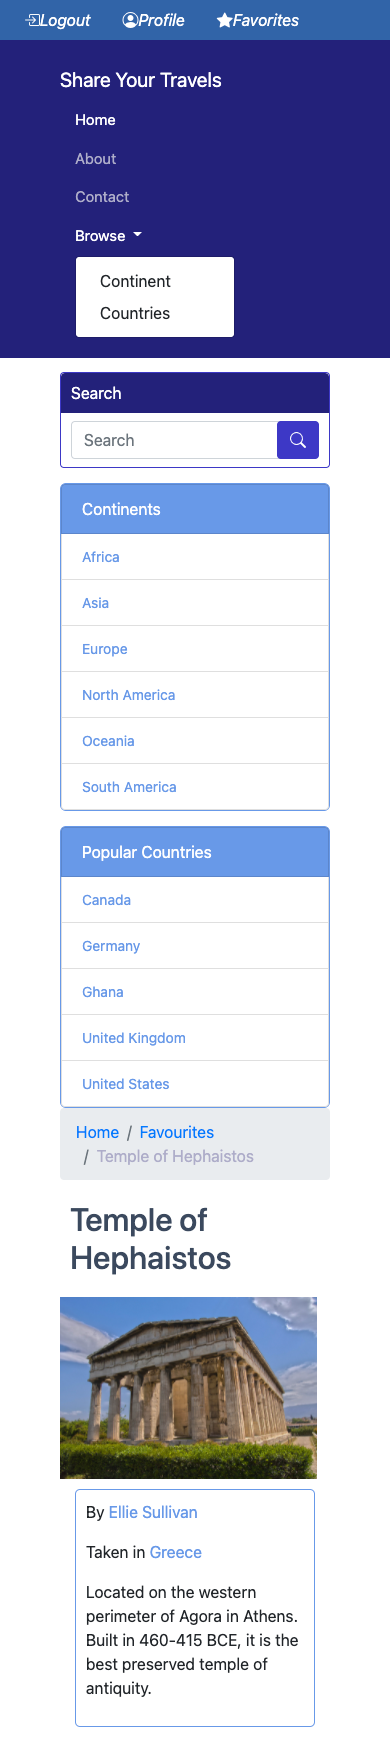 Logout Profile Favorites
Share Your Travels
Home
About
Contact
Browse
Continent
Countries
Search
Search
Continents
Africa
Asia
Europe
North America
Oceania
South America
Popular Countries
Canada
Germany
Ghana
United Kingdom
United States
Home / Favourites
/ Temple of Hephaistos
Temple of
Hephaistos
By Ellie Sullivan
Taken in Greece
Located on the western
perimeter of Agora in Athens.
Built in 460-415 BCE, it is the
best preserved temple of
antiquity.